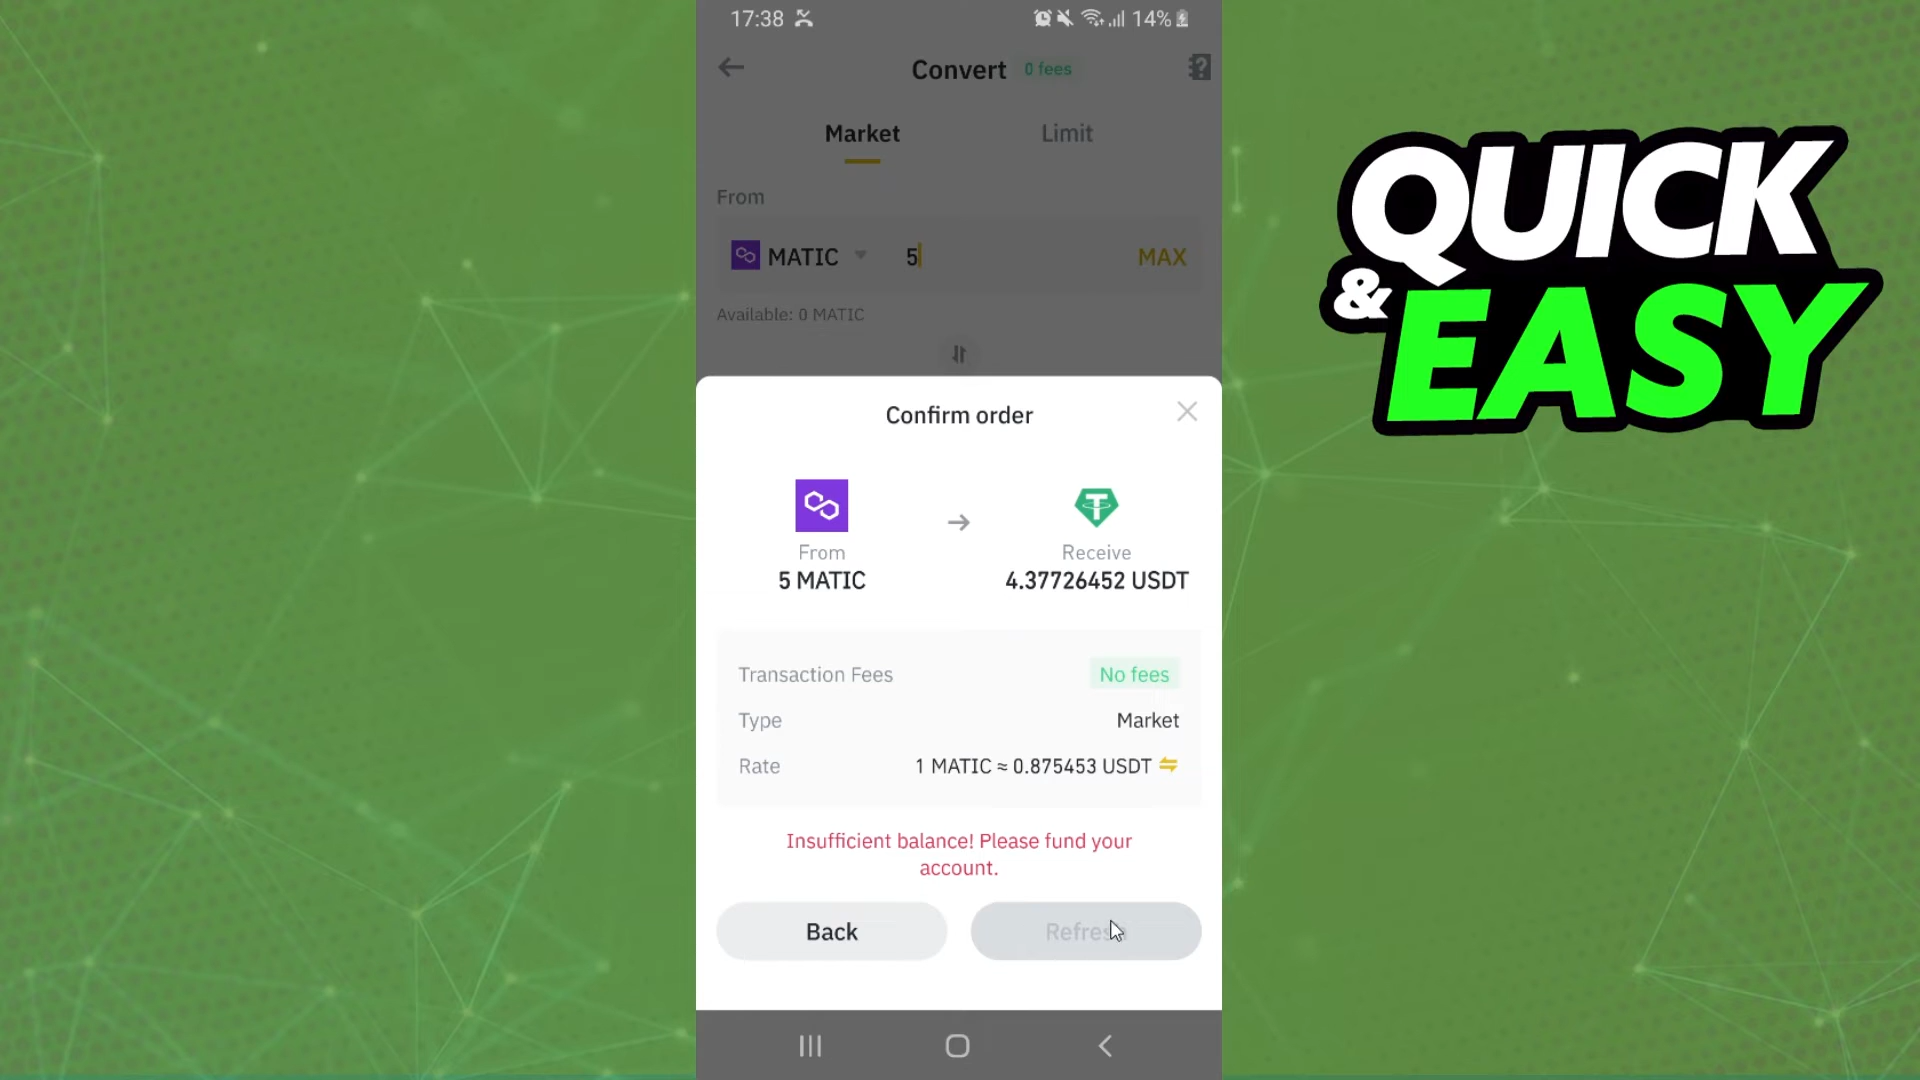 17:38
14%
Convert 0 fees
Market Limit
From
MATIC 5 MAX
Available: 0 MATIC
Confirm order
From
5 MATIC
Receive
4.37726452 USDT
Transaction Fees No fees
Type Market
Rate 1 MATIC ≈ 0.875453 USDT
Insufficient balance! Please fund your
account.
Back Refresh
QUICK
& EASY